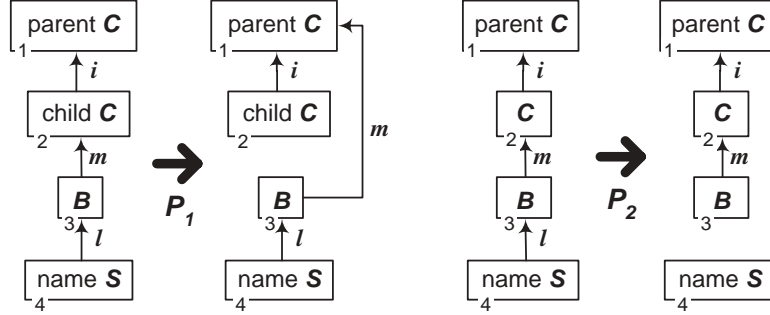 parent C parent C parent C parent C
1 1 1 1
i i i i
child C child C C C
2 2 2 2
m m m m
B B B B
3 P1 3 3 P2 3
l l l
name S name S name S name S
4 4 4 4